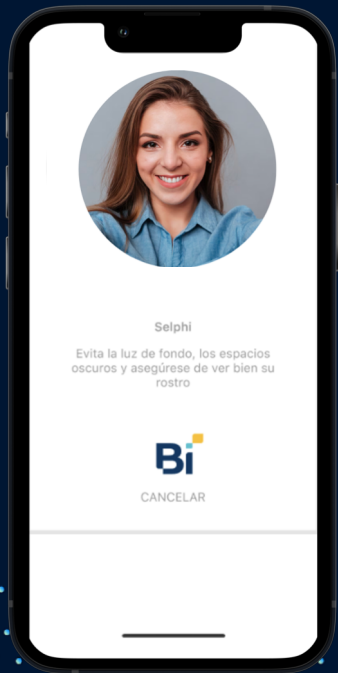 Selphi
Evita la luz de fondo, los espacios
oscuros y asegúrese de ver bien su
rostro
Bi
CANCELAR